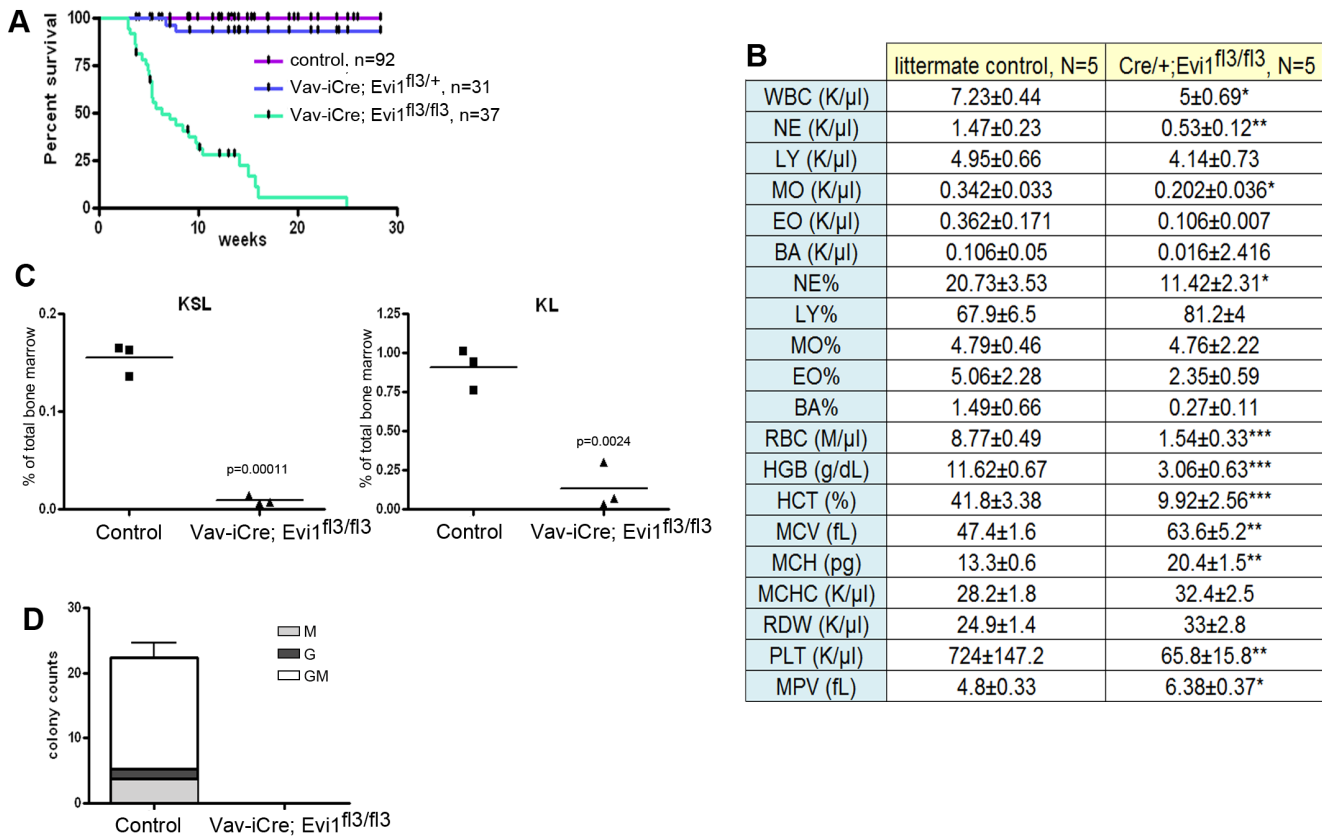 A
Percent survival
100
75
50
25
0
0
10
20
30
weeks
control, n=92
Vav-iCre; Evi1fl3/+, n=31
Vav-iCre; Evi1fl3/fl3, n=37
B
littermate control, N=5 Cre/+;Evi1fl3/fl3, N=5
WBC (K/µl) 7.23±0.44 5±0.69*
NE (K/µl) 1.47±0.23 0.53±0.12**
LY (K/µl) 4.95±0.66 4.14±0.73
MO (K/µl) 0.342±0.033 0.202±0.036*
EO (K/µl) 0.362±0.171 0.106±0.007
BA (K/µl) 0.106±0.05 0.016±2.416
NE% 20.73±3.53 11.42±2.31*
LY% 67.9±6.5 81.2±4
MO% 4.79±0.46 4.76±2.22
EO% 5.06±2.28 2.35±0.59
BA% 1.49±0.66 0.27±0.11
RBC (M/µl) 8.77±0.49 1.54±0.33***
HGB (g/dL) 11.62±0.67 3.06±0.63***
HCT (%) 41.8±3.38 9.92±2.56***
MCV (fL) 47.4±1.6 63.6±5.2**
MCH (pg) 13.3±0.6 20.4±1.5**
MCHC (K/µl) 28.2±1.8 32.4±2.5
RDW (K/µl) 24.9±1.4 33±2.8
PLT (K/µl) 724±147.2 65.8±15.8**
MPV (fL) 4.8±0.33 6.38±0.37*
C
KSL
% of total bone marrow
0.2
0.1
0.0
p=0.00011
Control Vav-iCre; Evi1fl3/fl3
KL
% of total bone marrow
1.25
1.00
0.75
0.50
0.25
0.00
p=0.0024
Control Vav-iCre; Evi1fl3/fl3
D
colony counts
30
20
10
0
M
G
GM
Control Vav-iCre; Evi1fl3/fl3